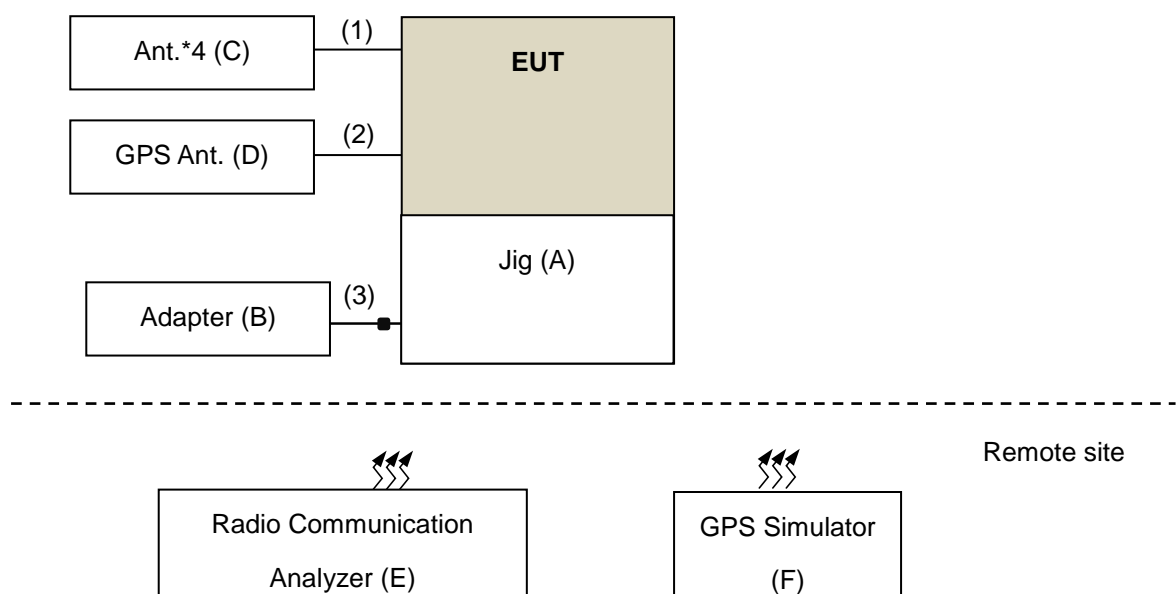 Ant.*4 (C)
(1)
EUT
GPS Ant. (D)
(2)
Jig (A)
Adapter (B)
(3)
Remote site
Radio Communication
Analyzer (E)
GPS Simulator
(F)